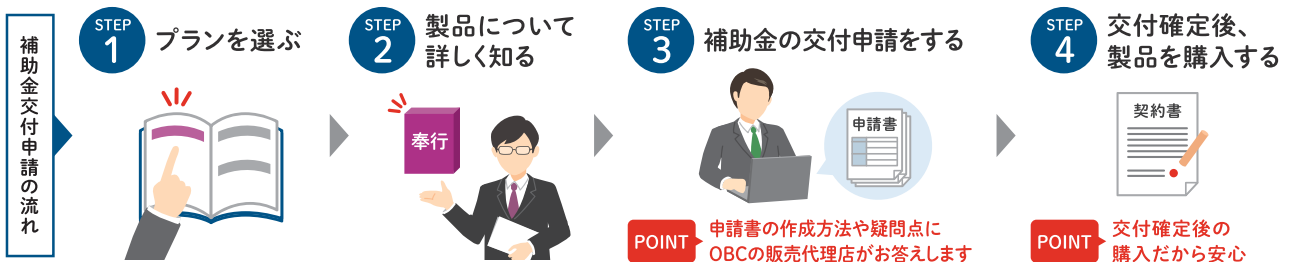 補助金交付申請の流れ
STEP
1
プランを選ぶ
STEP
2
製品について
詳しく知る
奉行
STEP
3
補助金の交付申請をする
申請書
POINT
申請書の作成方法や疑問点に
OBCの販売代理店がお答えします
STEP
4
交付確定後、
製品を購入する
契約書
POINT
交付確定後の
購入だから安心